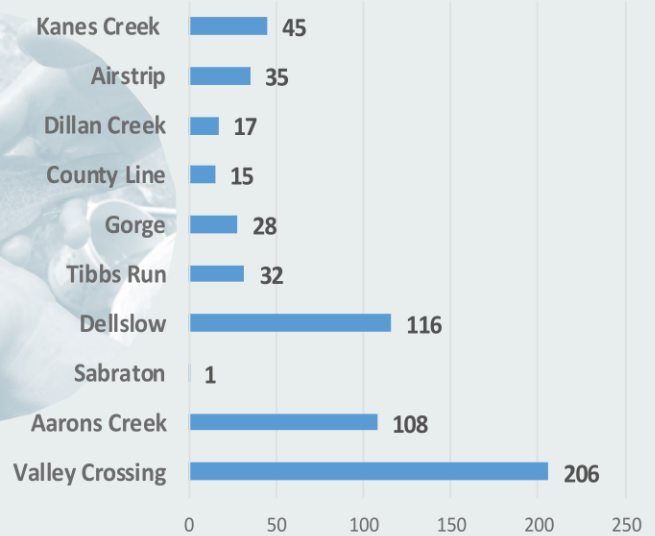 Kanes Creek 45
Airstrip 35
Dillan Creek 17
County Line 15
Gorge 28
Tibbs Run 32
Dellslow 116
Sabraton 1
Aarons Creek 108
Valley Crossing 206
0 50 100 150 200 250